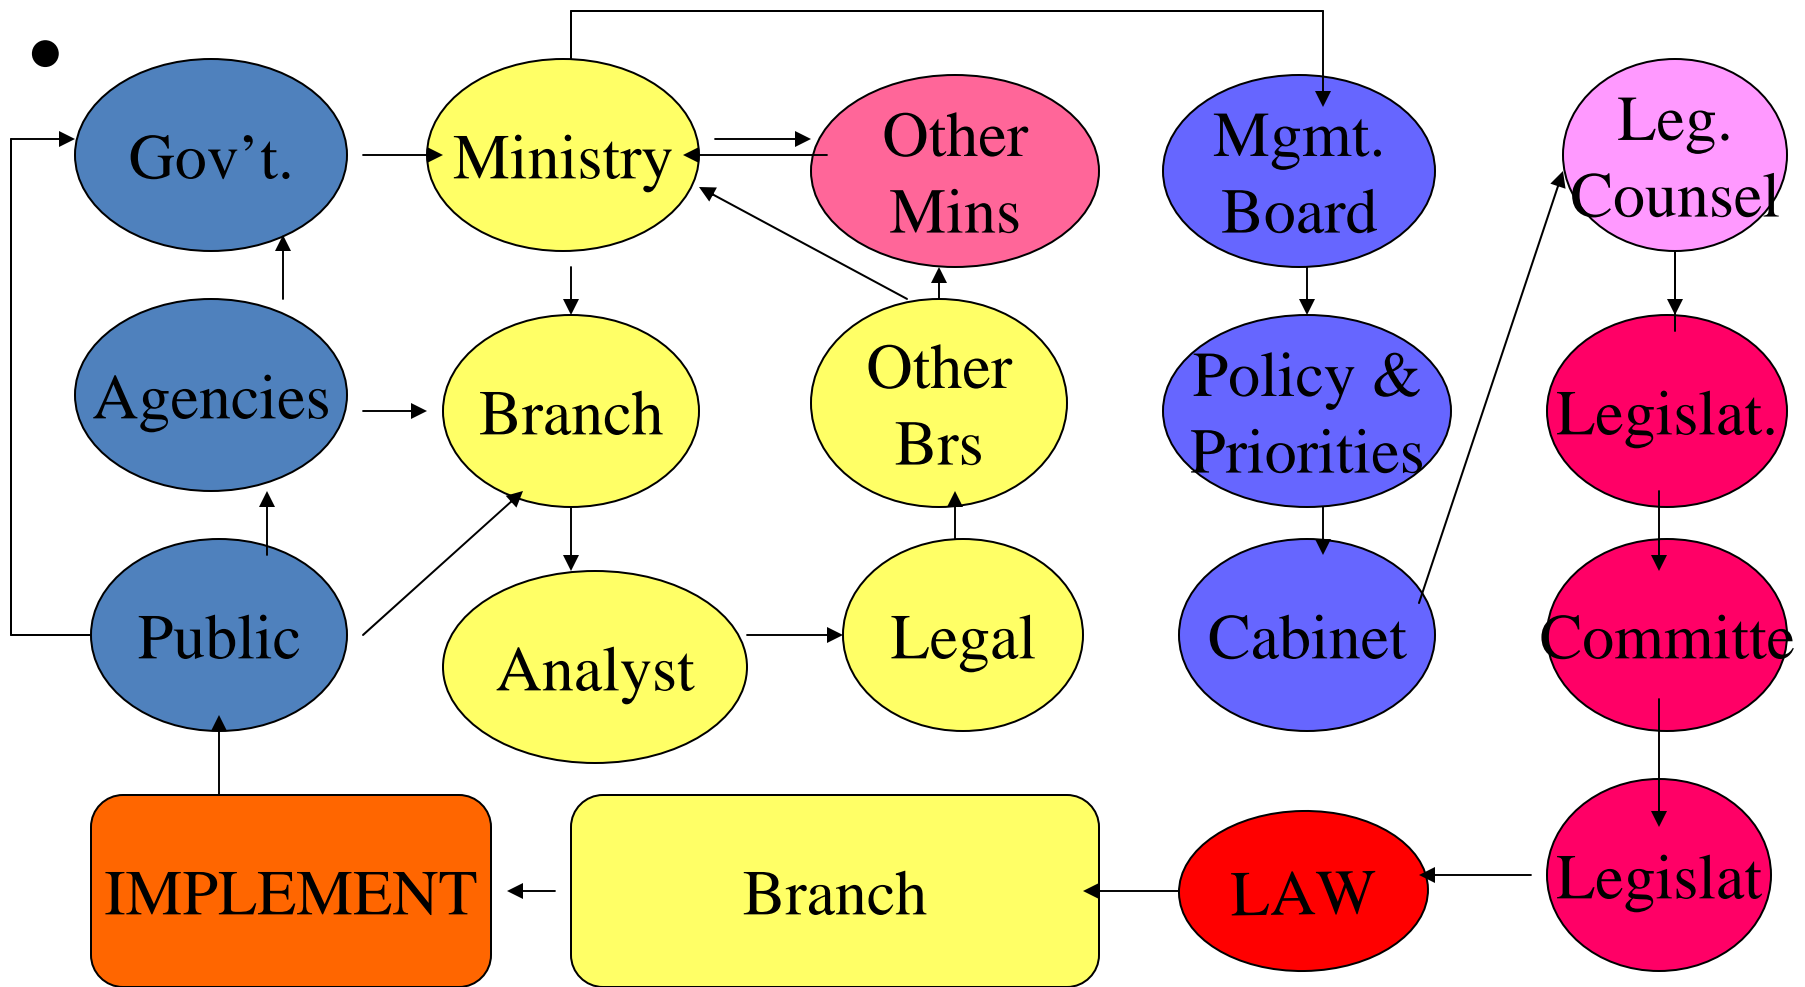 •
Gov’t.
Ministry
Other
Mins
Mgmt.
Board
Leg.
Counsel
Agencies
Branch
Other
Brs
Policy &
Priorities
Legislat.
Public
Analyst
Legal
Cabinet
Committe
IMPLEMENT
Branch
LAW
Legislat